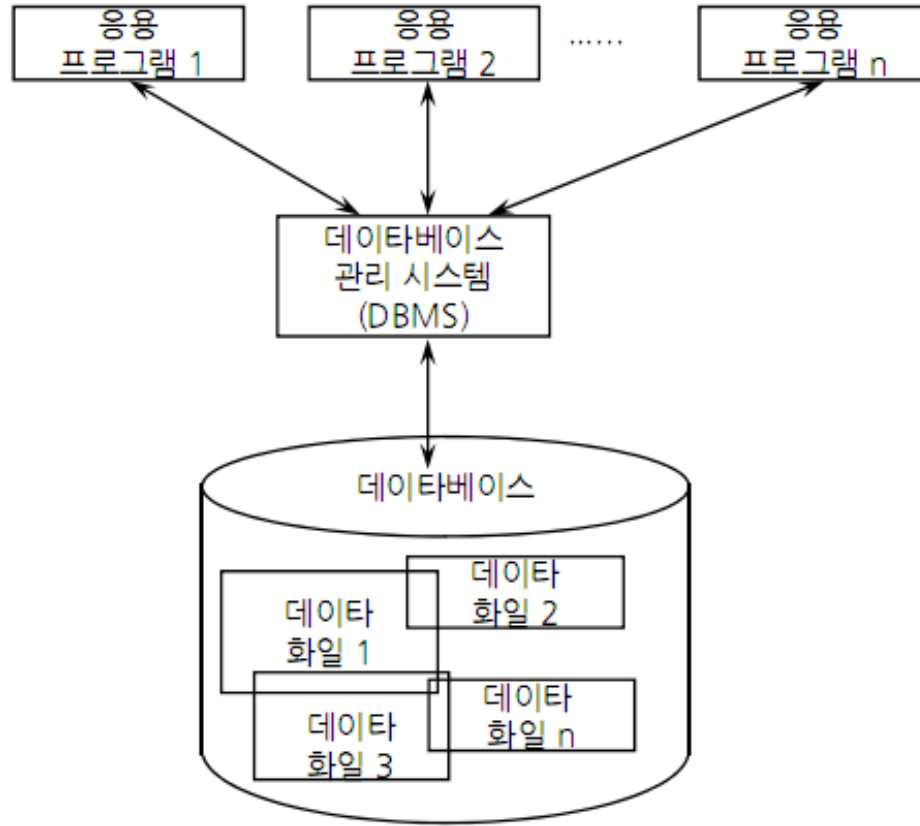 응용
프로그램 1
응용
프로그램 2
……
응용
프로그램 n
데이타베이스
관리 시스템
(DBMS)
데이타베이스
데이타
화일 1
데이타
화일 2
데이타
화일 3
데이타
화일 n